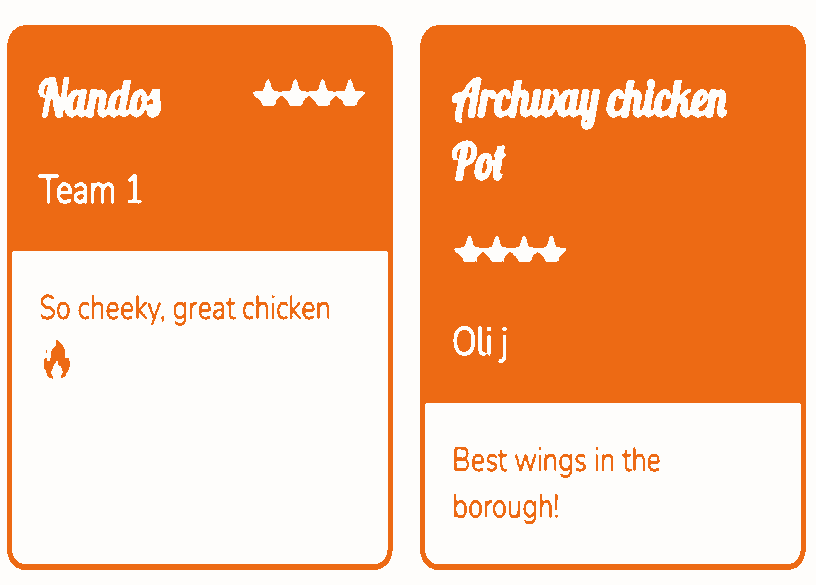 Nandos
Team 1
So cheeky, great chicken
🔥
Archway chicken
Pot
Oli j
Best wings in the
borough!